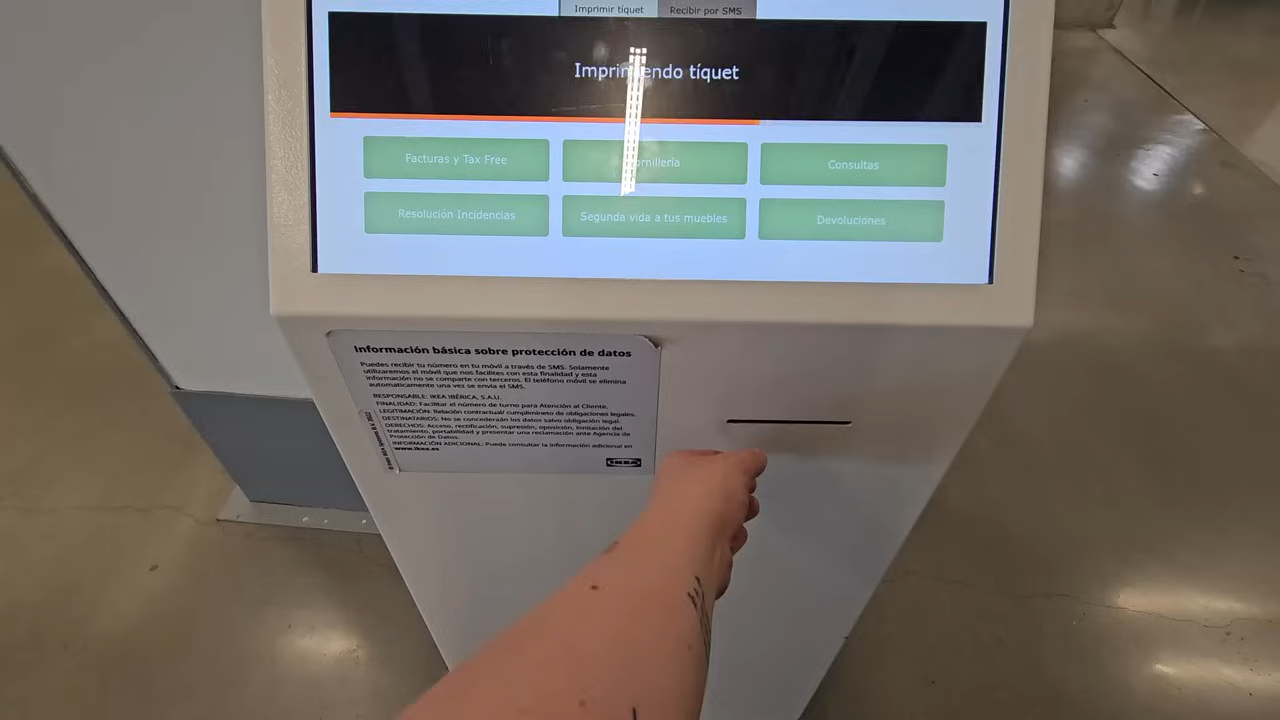 Imprimir tíquet
Recibir por SMS
Imprimiendo tíquet
Facturas y Tax Free
Tornillería
Consultas
Resolución Incidencias
Segunda vida a tus muebles
Devoluciones
Información básica sobre protección de datos
Puedes recibir tu número en tu móvil a través de SMS. Solamente
utilizaremos el móvil que nos facilites con esta finalidad y esta
información no se comparte con terceros. El teléfono móvil se elimina
automáticamente una vez se envía el SMS.
RESPONSABLE: IKEA IBÉRICA, S.A.U.
FINALIDAD: Facilitar el número de turno para Atención al Cliente.
LEGITIMACIÓN: Relación contractual/ cumplimineto de obligaciones legales.
DESTINATARIOS: No se concederán los datos salvo obligación legal.
DERECHOS: Acceso, rectificación, supresión, oposición, limitación del
tratamiento, portabilidad y presentar una reclamación ante Agencia de
Protección de Datos.
INFORMACIÓN ADICIONAL: Puede consultar la información adicional en
www.ikea.es
IKEA